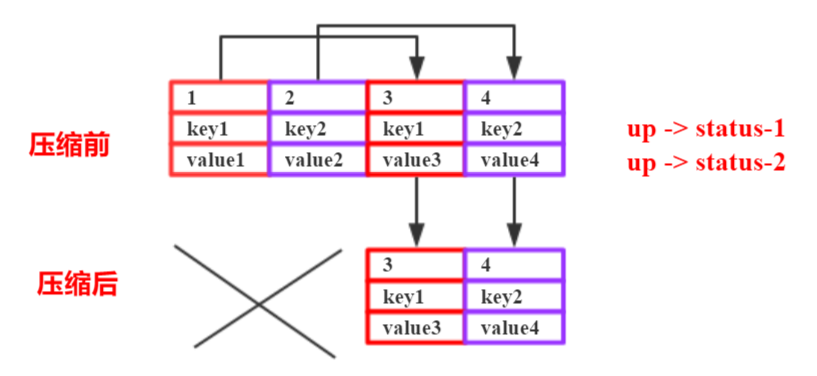 1 2 3 4
key1 key2 key1 key2
value1 value2 value3 value4
压缩前
up -> status-1
up -> status-2
压缩后
3 4
key1 key2
value3 value4